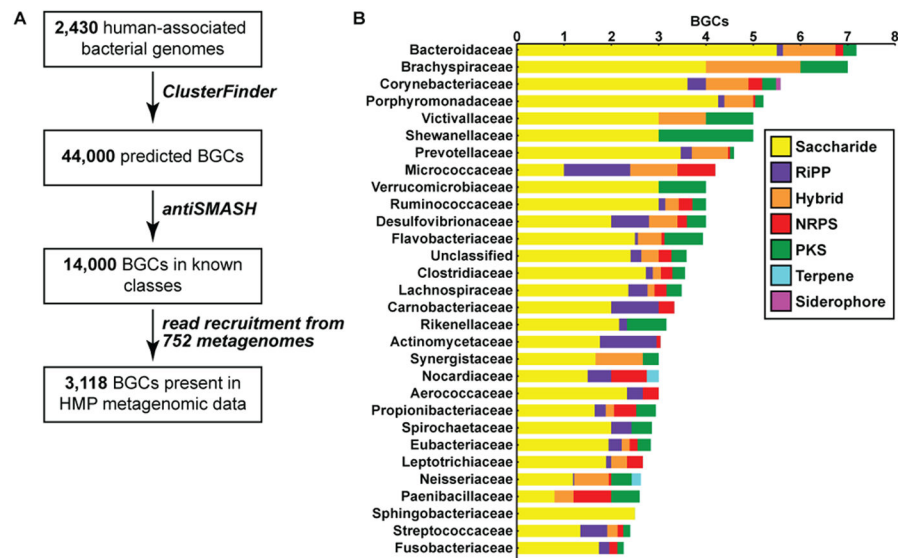 A
2,430 human-associated
bacterial genomes
ClusterFinder
44,000 predicted BGCs
antiSMASH
14,000 BGCs in known
classes
read recruitment from
752 metagenomes
3,118 BGCs present in
HMP metagenomic data
B
BGCs
0 1 2 3 4 5 6 7 8
Bacteroidaceae
Brachyspiraceae
Corynebacteriaceae
Porphyromonadaceae
Victivallaceae
Shewanellaceae
Prevotellaceae
Micrococcaceae
Verrucomicrobiaceae
Ruminococcaceae
Desulfovibrionaceae
Flavobacteriaceae
Unclassified
Clostridiaceae
Lachnospiraceae
Carnobacteriaceae
Rikenellaceae
Actinomycetaceae
Synergistaceae
Nocardiaceae
Aerococcaceae
Propionibacteriaceae
Spirochaetaceae
Eubacteriaceae
Leptotrichiaceae
Neisseriaceae
Paenibacillaceae
Sphingobacteriaceae
Streptococcaceae
Fusobacteriaceae
Saccharide
RiPP
Hybrid
NRPS
PKS
Terpene
Siderophore